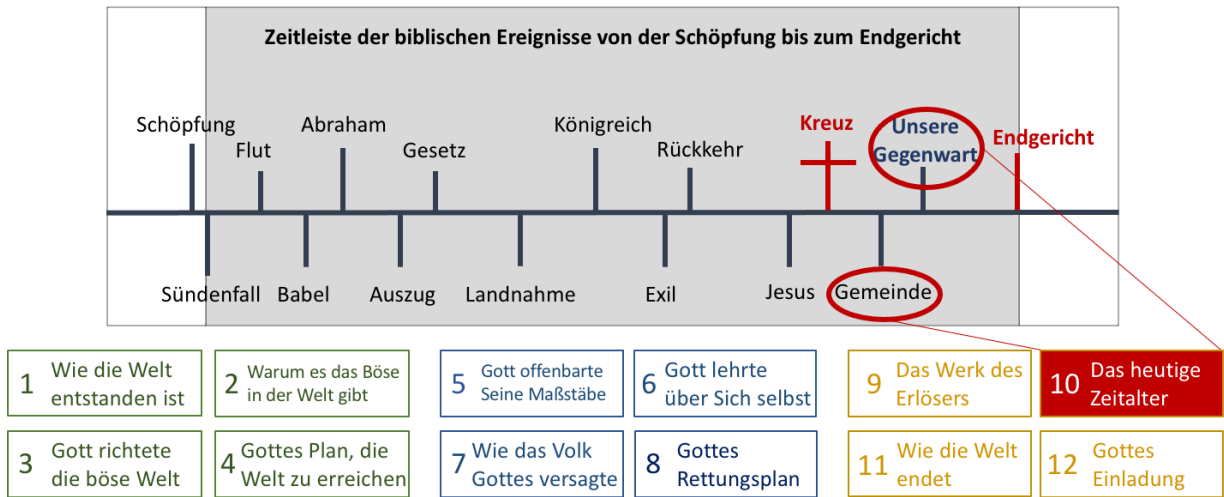 Zeitleiste der biblischen Ereignisse von der Schöpfung bis zum Endgericht
Schöpfung
Flut
Abraham
Gesetz
Königreich
Rückkehr
Kreuz
Unsere
Gegenwart
Endgericht
Sündenfall
Babel
Auszug
Landnahme
Exil
Jesus
Gemeinde
1 Wie die Welt
entstanden ist
2 Warum es das Böse
in der Welt gibt
5 Gott offenbarte
Seine Maßstäbe
6 Gott lehrte
über Sich selbst
9 Das Werk des
Erlösers
10 Das heutige
Zeitalter
3 Gott richtete
die böse Welt
4 Gottes Plan, die
Welt zu erreichen
7 Wie das Volk
Gottes versagte
8 Gottes
Rettungsplan
11 Wie die Welt
endet
12 Gottes
Einladung